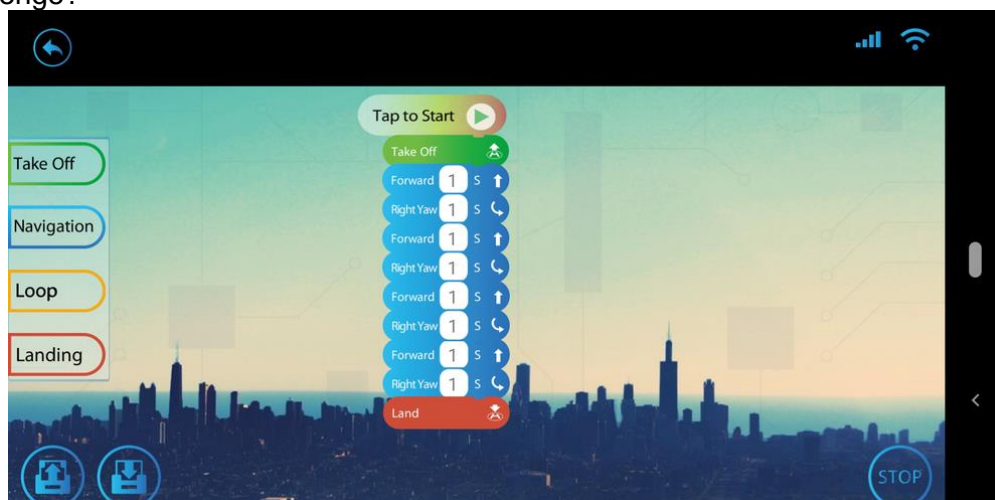 Tap to Start
Take Off
Take Off
Forward 1 S
Right Yaw 1 S
Navigation
Forward 1 S
Right Yaw 1 S
Loop
Forward 1 S
Right Yaw 1 S
Landing
Forward 1 S
Right Yaw 1 S
Land
STOP